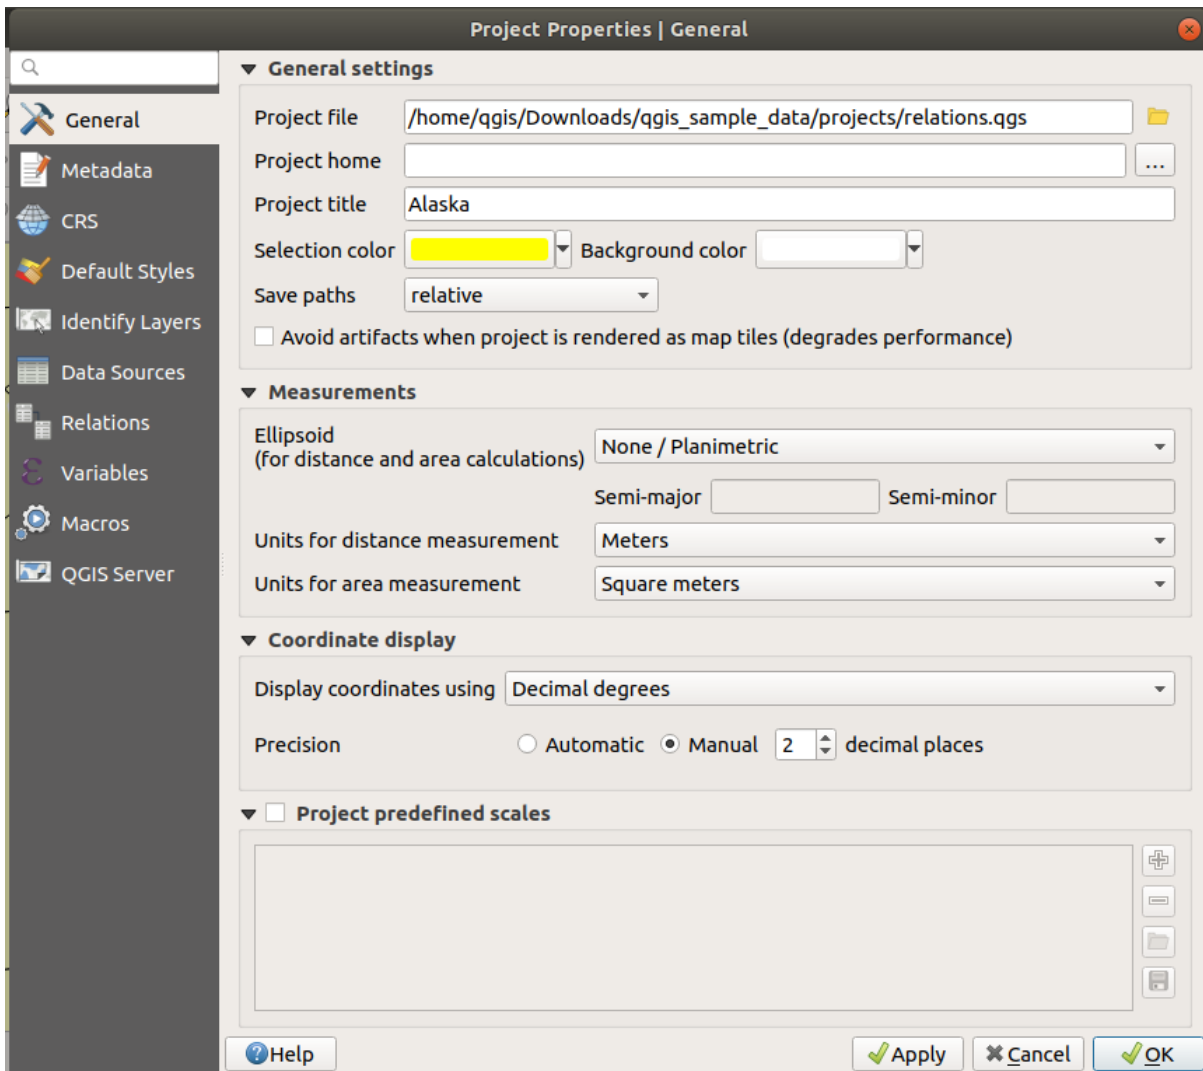 Project Properties | General
General
Metadata
CRS
Default Styles
Identify Layers
Data Sources
Relations
Variables
Macros
QGIS Server
General settings
Project file /home/qgis/Downloads/qgis_sample_data/projects/relations.qgs
Project home ...
Project title Alaska
Selection color Background color
Save paths relative
Avoid artifacts when project is rendered as map tiles (degrades performance)
Measurements
Ellipsoid
(for distance and area calculations) None / Planimetric
Semi-major Semi-minor
Units for distance measurement Meters
Units for area measurement Square meters
Coordinate display
Display coordinates using Decimal degrees
Precision Automatic Manual 2 decimal places
Project predefined scales
Help Apply Cancel OK